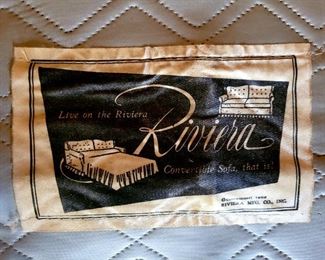 Live on the Riviera
Riviera
Convertible Sofa, that is!
RIVIERA MFG. CO., INC.